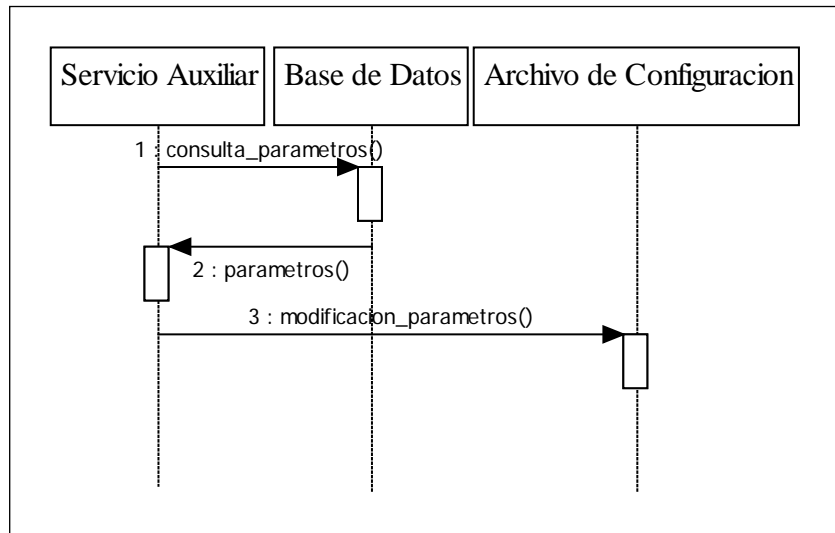 Servicio Auxiliar
Base de Datos
Archivo de Configuracion
1 : consulta_parametros()
2 : parametros()
3 : modificacion_parametros()